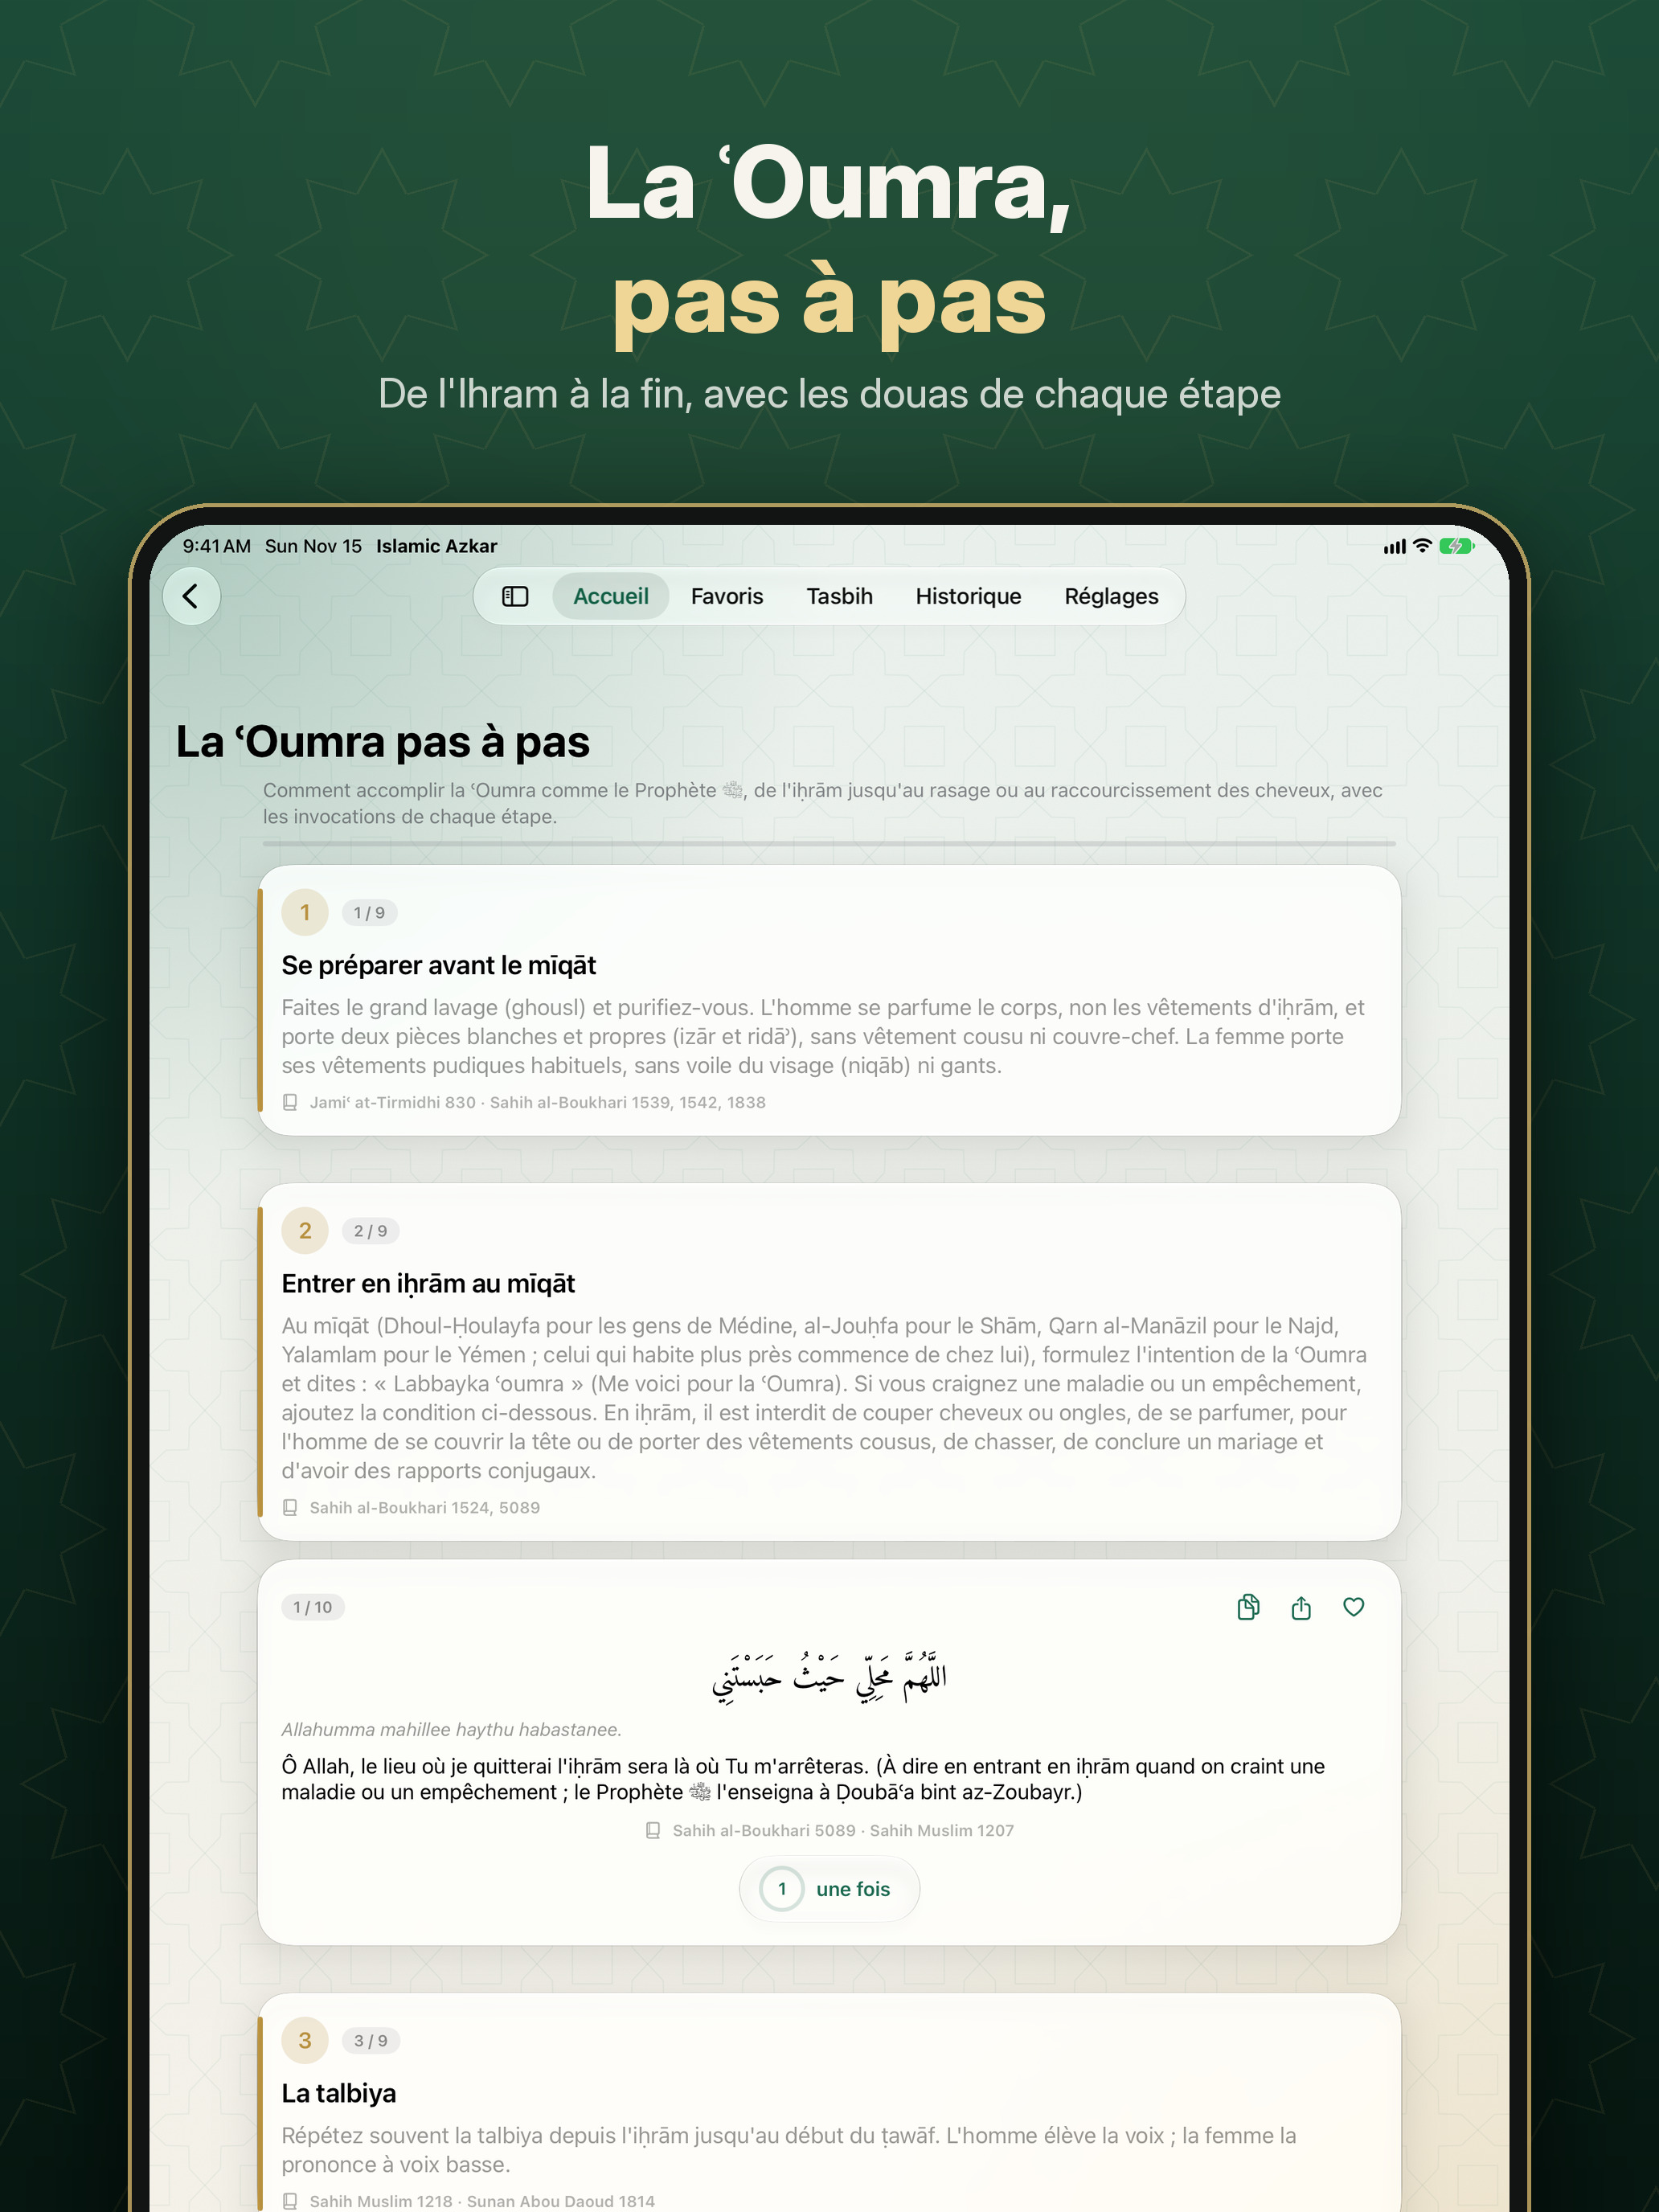 La ʿOumra,
pas à pas
De l'Ihram à la fin, avec les douas de chaque étape
9:41 AM Sun Nov 15 Islamic Azkar
Accueil Favoris Tasbih Historique Réglages
La ʿOumra pas à pas
Comment accomplir la ʿOumra comme le Prophète ﷺ, de l'iḥrām jusqu'au rasage ou au raccourcissement des cheveux, avec
les invocations de chaque étape.
1 1 / 9
Se préparer avant le mīqāt
Faites le grand lavage (ghousl) et purifiez-vous. L'homme se parfume le corps, non les vêtements d'iḥrām, et
porte deux pièces blanches et propres (izār et ridāʾ), sans vêtement cousu ni couvre-chef. La femme porte
ses vêtements pudiques habituels, sans voile du visage (niqāb) ni gants.
Jamiʿ at-Tirmidhi 830 · Sahih al-Boukhari 1539, 1542, 1838
2 2 / 9
Entrer en iḥrām au mīqāt
Au mīqāt (Dhoul-Ḥoulayfa pour les gens de Médine, al-Jouḥfa pour le Shām, Qarn al-Manāzil pour le Najd,
Yalamlam pour le Yémen ; celui qui habite plus près commence de chez lui), formulez l'intention de la ʿOumra
et dites : « Labbayka ʿoumra » (Me voici pour la ʿOumra). Si vous craignez une maladie ou un empêchement,
ajoutez la condition ci-dessous. En iḥrām, il est interdit de couper cheveux ou ongles, de se parfumer, pour
l'homme de se couvrir la tête ou de porter des vêtements cousus, de chasser, de conclure un mariage et
d'avoir des rapports conjugaux.
Sahih al-Boukhari 1524, 5089
1 / 10
اللَّهُمَّ مَحِلِّي حَيْثُ حَبَسْتَنِي
Allahumma mahillee haythu habastanee.
Ô Allah, le lieu où je quitterai l'iḥrām sera là où Tu m'arrêteras. (À dire en entrant en iḥrām quand on craint une
maladie ou un empêchement ; le Prophète ﷺ l'enseigna à Ḍoubāʿa bint az-Zoubayr.)
Sahih al-Boukhari 5089 · Sahih Muslim 1207
1 une fois
3 3 / 9
La talbiya
Répétez souvent la talbiya depuis l'iḥrām jusqu'au début du ṭawāf. L'homme élève la voix ; la femme la
prononce à voix basse.
Sahih Muslim 1218 · Sunan Abou Daoud 1814